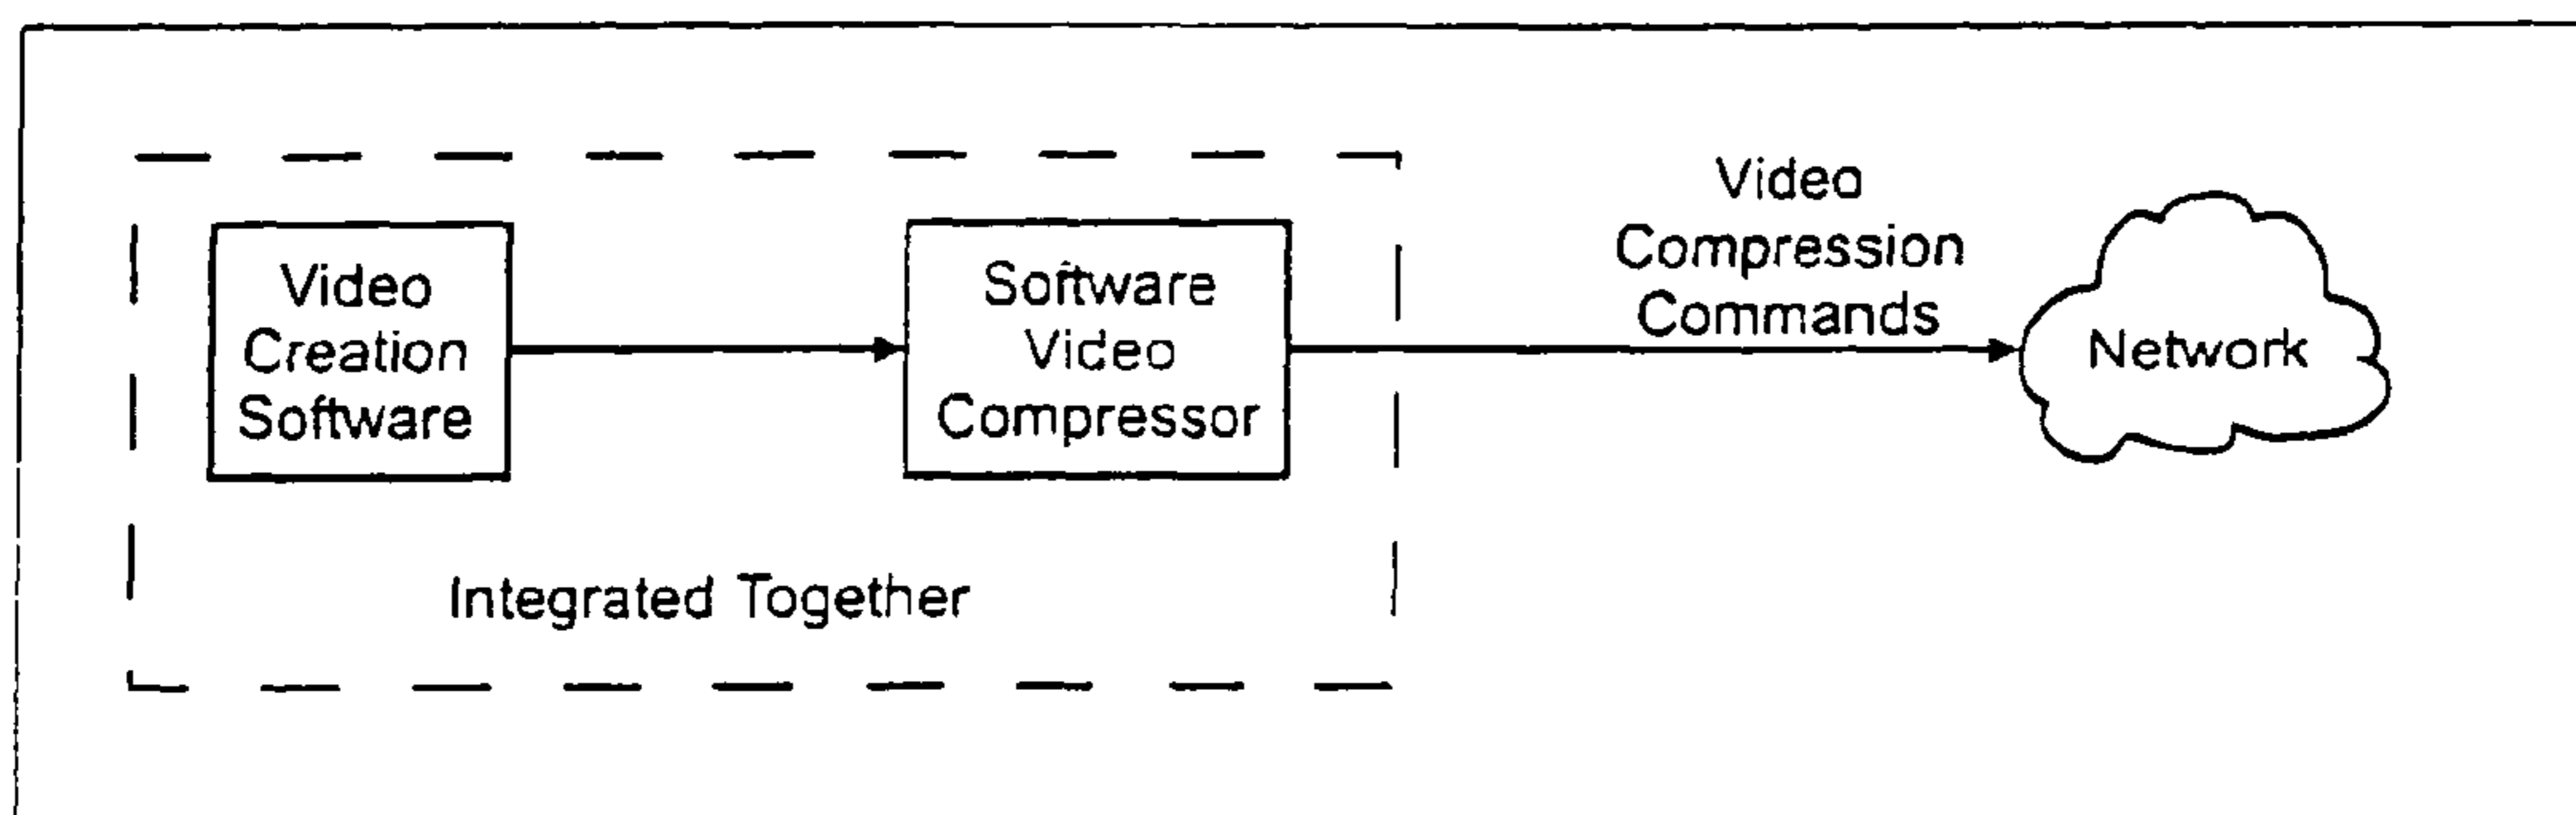 Video
Creation
Software
Software
Video
Compressor
Integrated Together
Video
Compression
Commands
Network